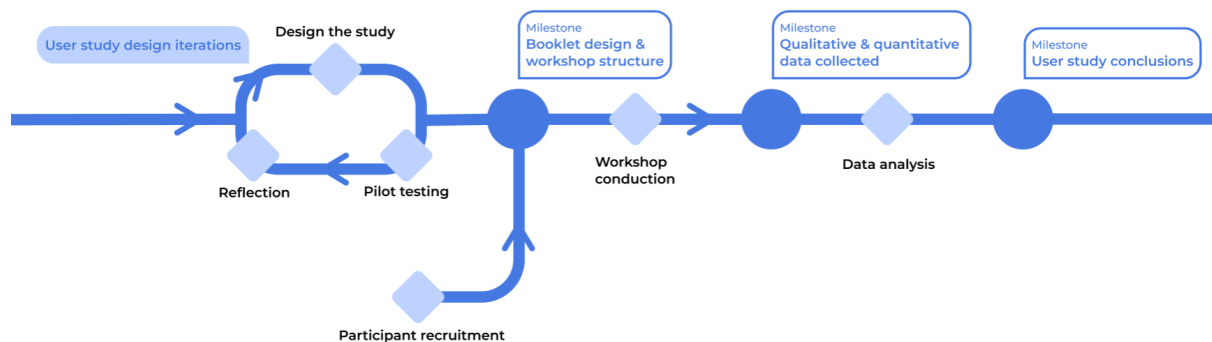 User study design iterations
Design the study
Reflection
Pilot testing
Participant recruitment
Milestone
Booklet design &
workshop structure
Workshop
conduction
Milestone
Qualitative & quantitative
data collected
Data analysis
Milestone
User study conclusions